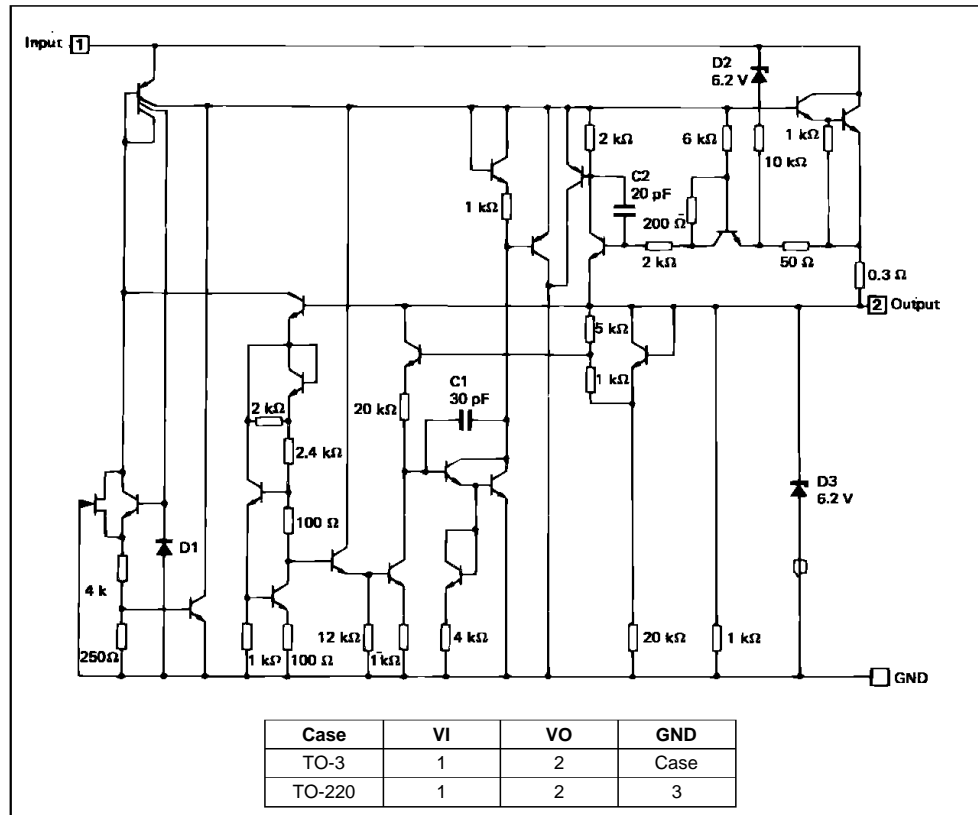 Input 1
D2
6.2 V
2 kΩ
6 kΩ
1 kΩ
10 kΩ
C2
20 pF
1 kΩ
200 Ω
2 kΩ
50 Ω
0.3 Ω
2 Output
5 kΩ
C1
30 pF
1 kΩ
2 kΩ
20 kΩ
2.4 kΩ
D3
6.2 V
100 Ω
D1
4 k
12 kΩ
4 kΩ
20 kΩ
1 kΩ
250Ω
1 kΩ
100 Ω
1 kΩ
GND
Case VI VO GND
TO-3 1 2 Case
TO-220 1 2 3